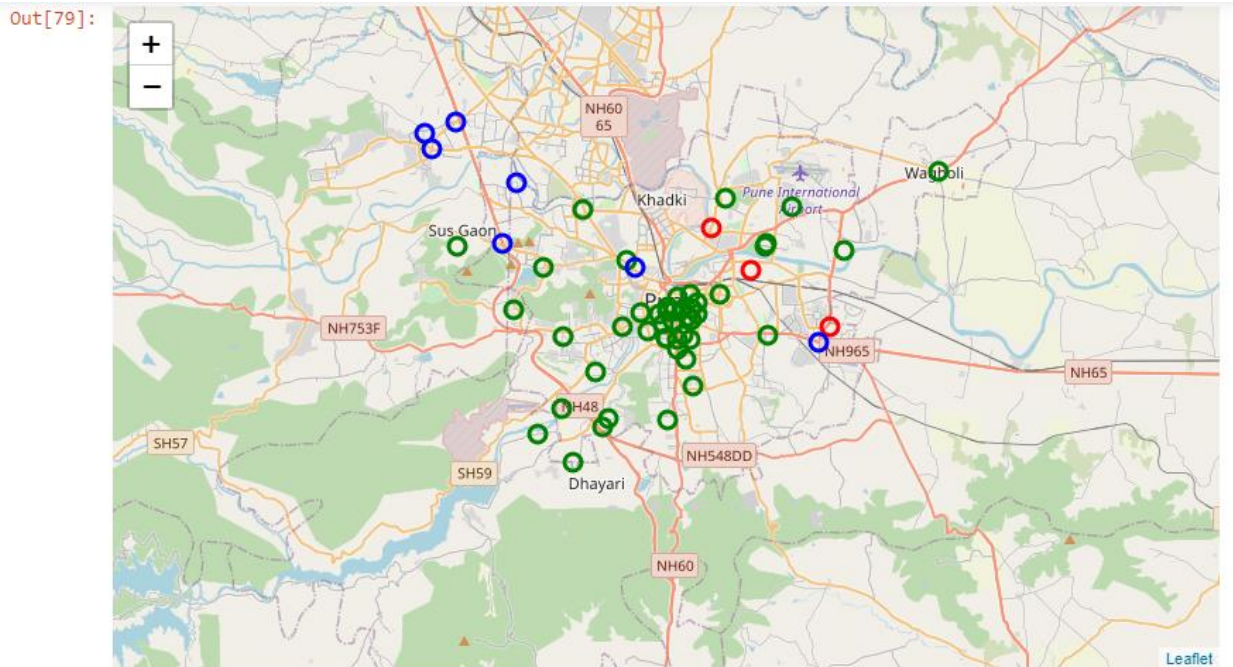 Out[79]:
+
−
NH60
65
Wagholi
Khadki
Pune International
Airport
Sus Gaon
NH753F
NH965
NH65
NH48
SH57
NH548DD
SH59
Dhayari
NH60
Leaflet